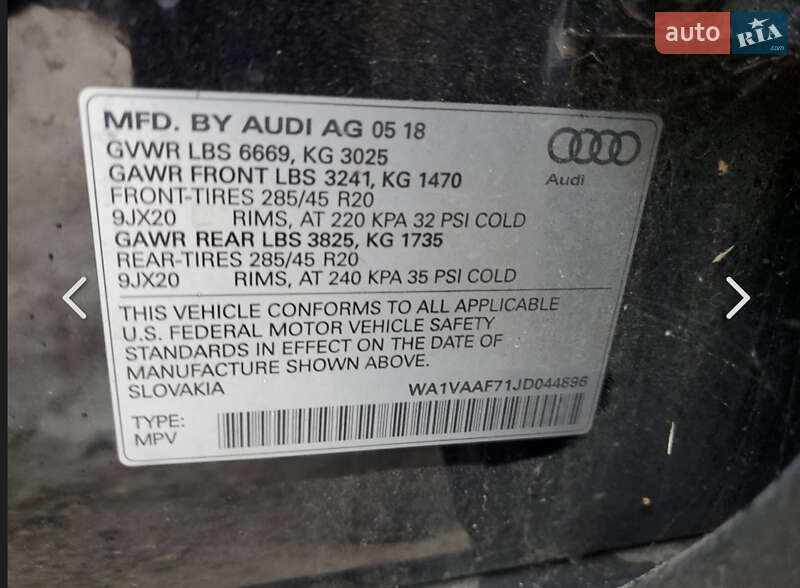 auto RIA .com
MFD. BY AUDI AG 05 18
GVWR LBS 6669, KG 3025
GAWR FRONT LBS 3241, KG 1470
FRONT-TIRES 285/45 R20
9JX20 RIMS, AT 220 KPA 32 PSI COLD
GAWR REAR LBS 3825, KG 1735
REAR-TIRES 285/45 R20
9JX20 RIMS, AT 240 KPA 35 PSI COLD
Audi
THIS VEHICLE CONFORMS TO ALL APPLICABLE
U.S. FEDERAL MOTOR VEHICLE SAFETY
STANDARDS IN EFFECT ON THE DATE OF
MANUFACTURE SHOWN ABOVE.
SLOVAKIA WA1VAAF71JD044896
TYPE:
MPV